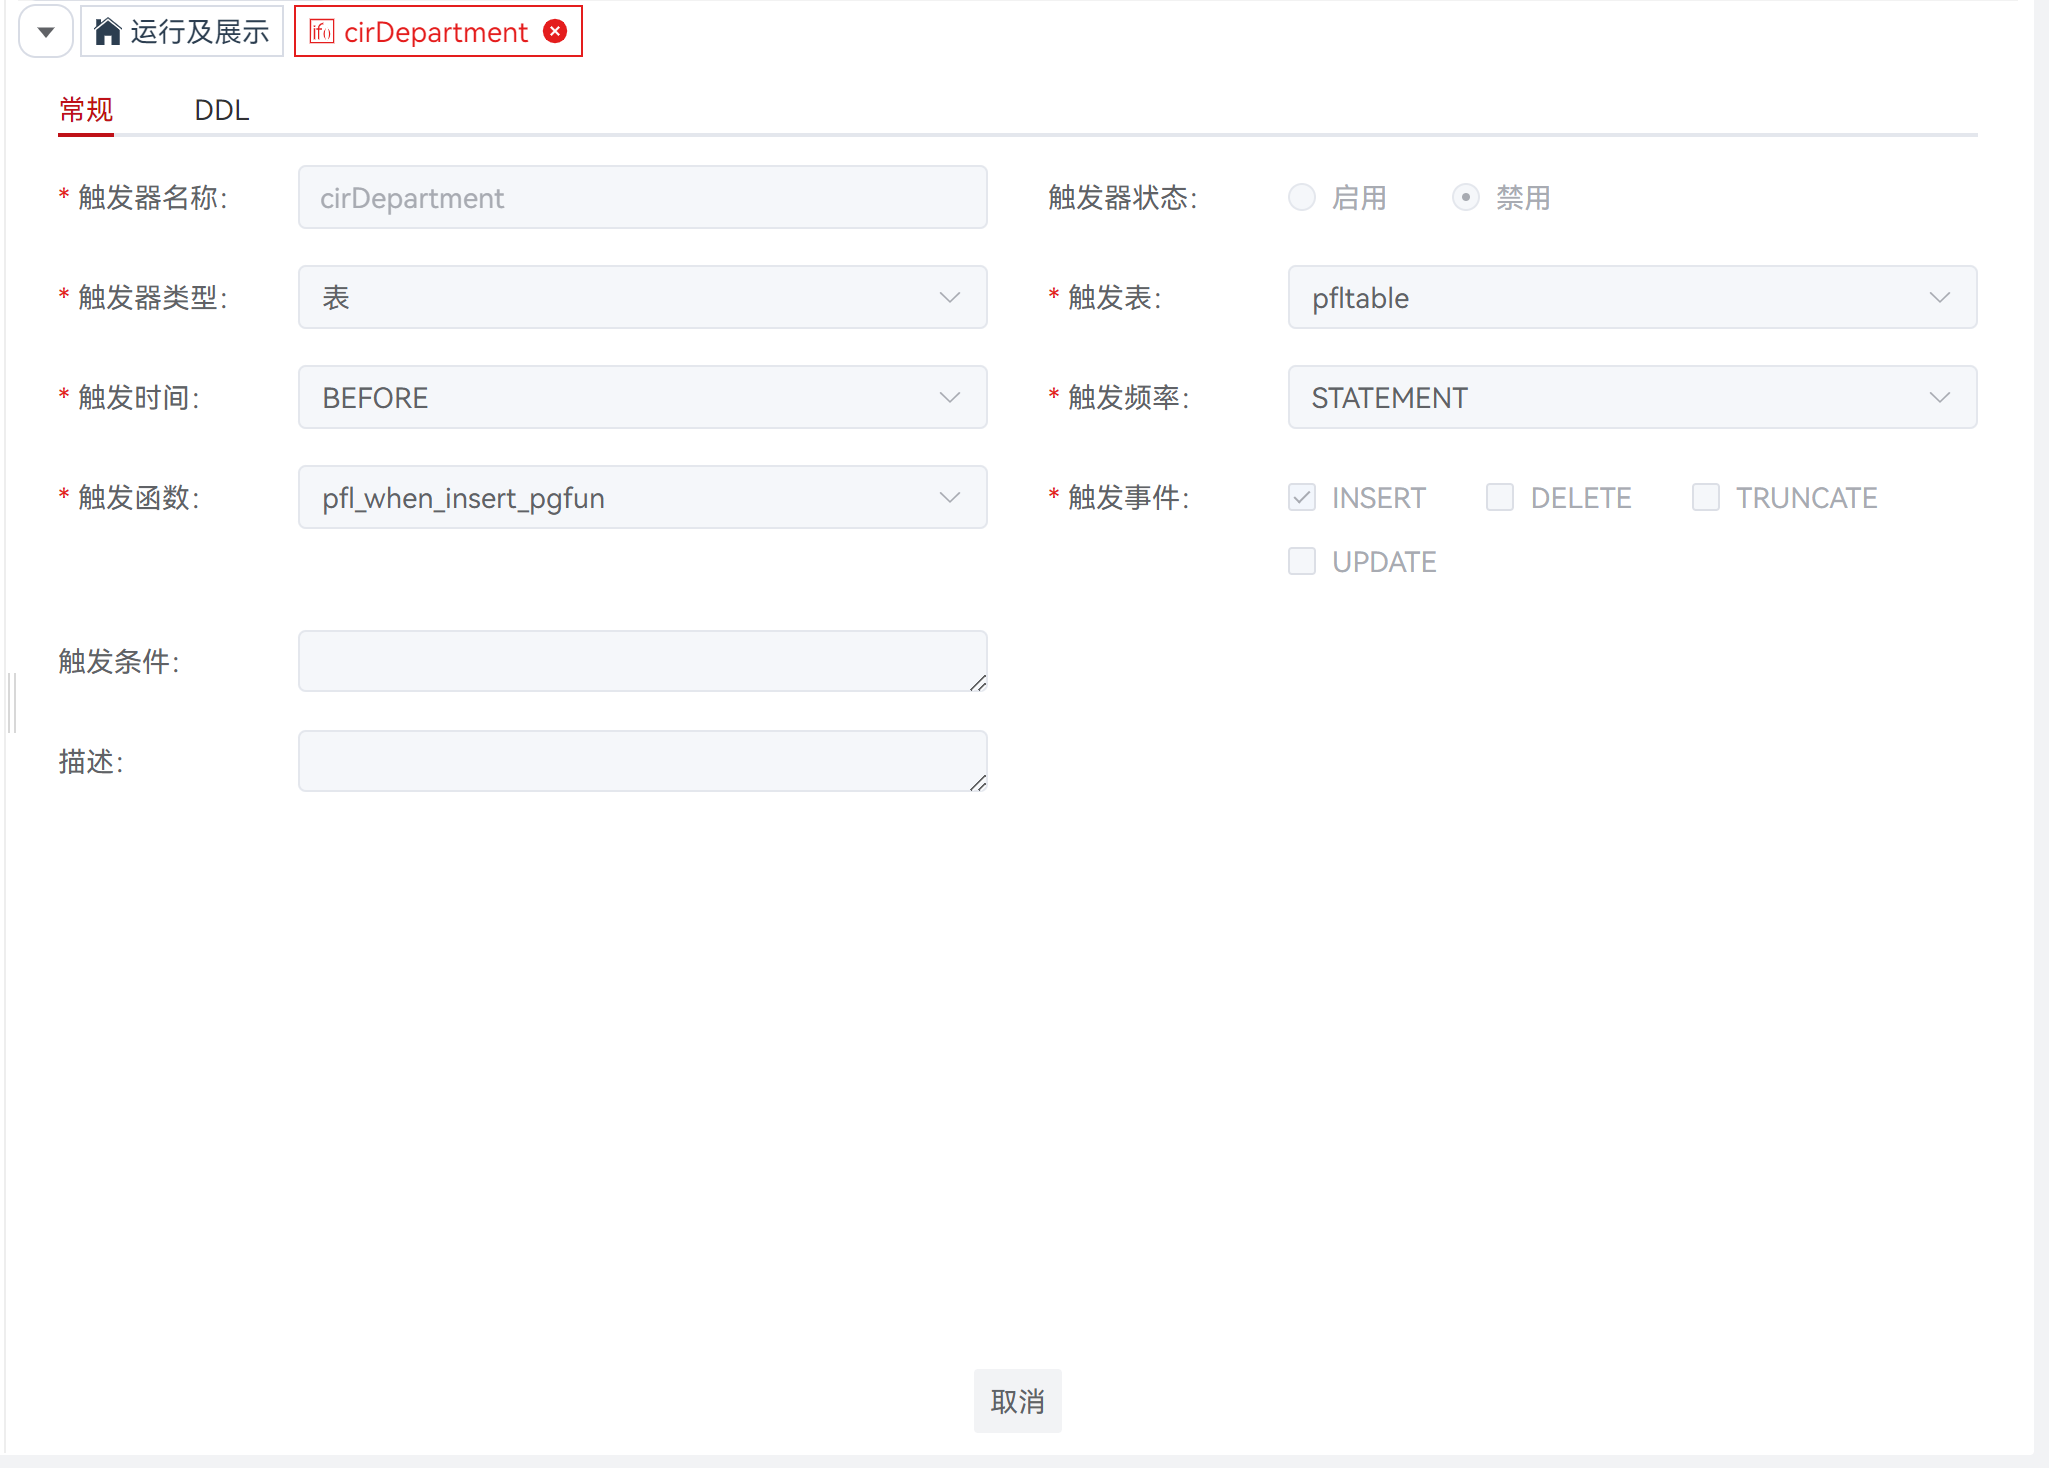 运行及展示
if() cirDepartment
常规 DDL
* 触发器名称: cirDepartment 触发器状态: 启用 禁用
* 触发器类型: 表 * 触发表: pfltable
* 触发时间: BEFORE * 触发频率: STATEMENT
* 触发函数: pfl_when_insert_pgfun * 触发事件: INSERT DELETE TRUNCATE
UPDATE
触发条件:
描述:
取消